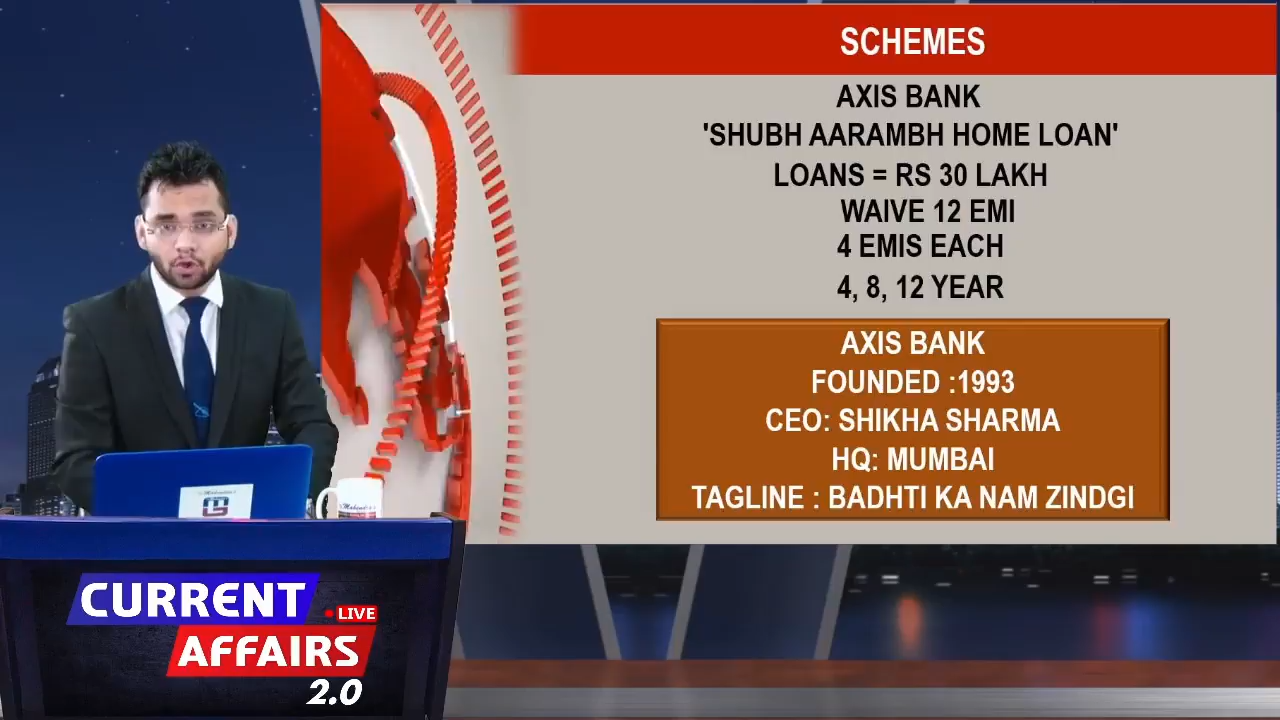 SCHEMES
AXIS BANK
'SHUBH AARAMBH HOME LOAN'
LOANS = RS 30 LAKH
WAIVE 12 EMI
4 EMIS EACH
4, 8, 12 YEAR
AXIS BANK
FOUNDED :1993
CEO: SHIKHA SHARMA
HQ: MUMBAI
TAGLINE : BADHTI KA NAM ZINDGI
CURRENT
LIVE
AFFAIRS
2.0